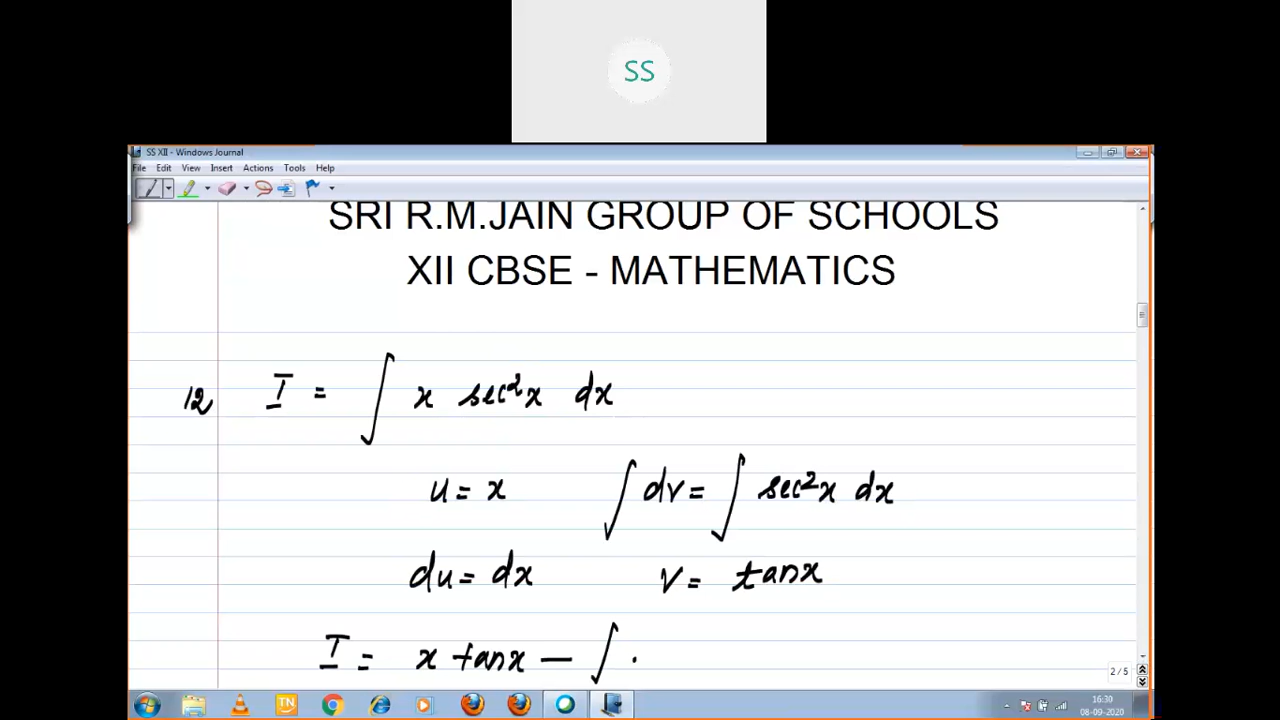 SS
SS XII - Windows Journal
File Edit View Insert Actions Tools Help
SRI R.M.JAIN GROUP OF SCHOOLS
XII CBSE - MATHEMATICS
12 I = ∫ x sec²x dx
u = x ∫ dv = ∫ sec²x dx
du = dx v = tanx
I = x tanx — ∫ .
2 / 5
TN
16:30
08-09-2020